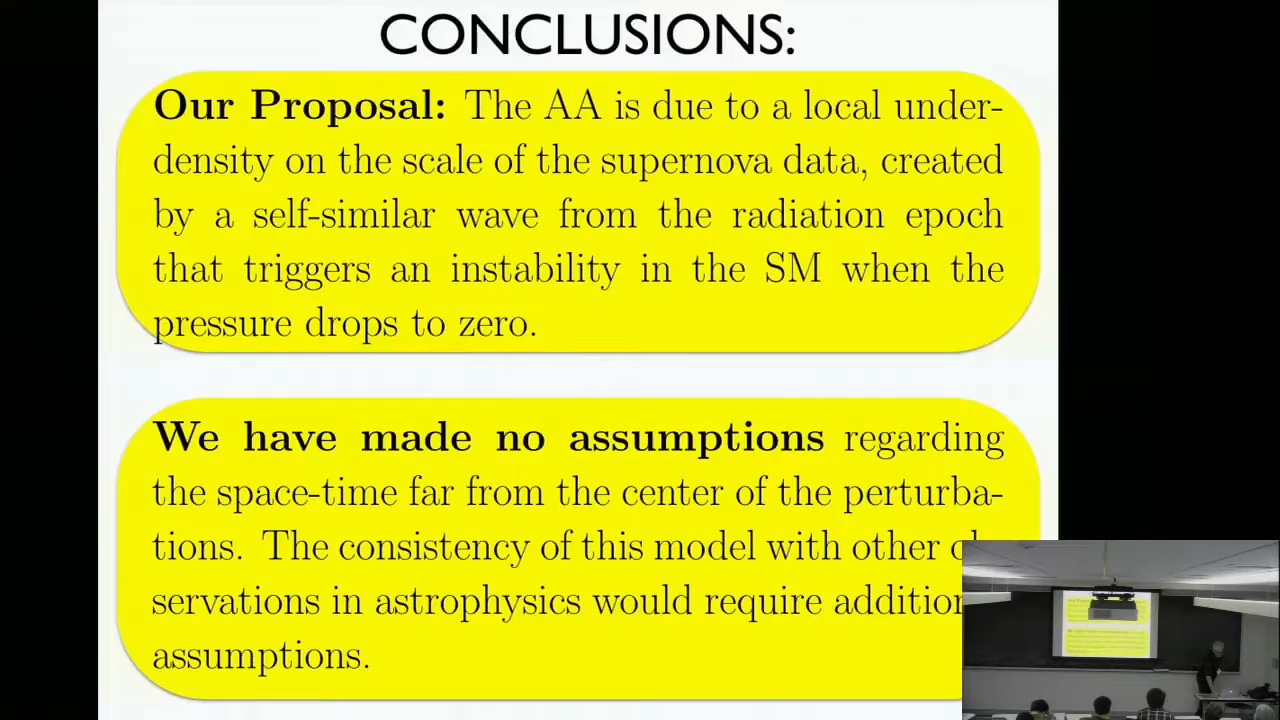 CONCLUSIONS:
Our Proposal: The AA is due to a local under-
density on the scale of the supernova data, created
by a self-similar wave from the radiation epoch
that triggers an instability in the SM when the
pressure drops to zero.
We have made no assumptions regarding
the space-time far from the center of the perturba-
tions. The consistency of this model with other
servations in astrophysics would require
assumptions.